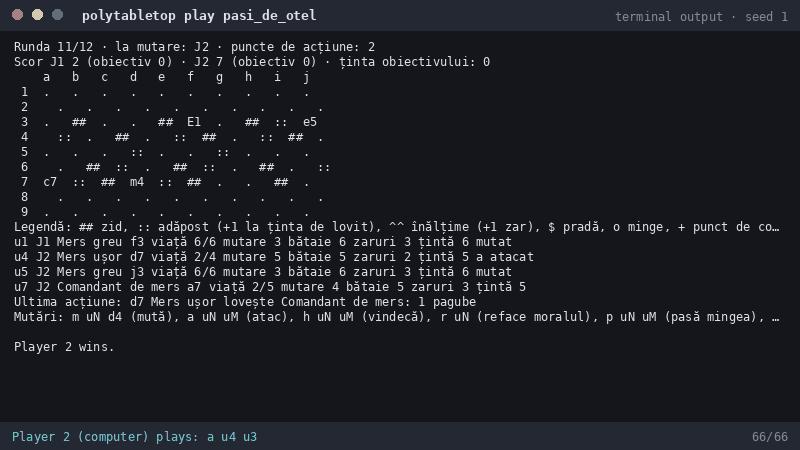 polytabletop play pasi_de_otel
terminal output · seed 1
Runda 11/12 · la mutare: J2 · puncte de acțiune: 2
Scor J1 2 (obiectiv 0) · J2 7 (obiectiv 0) · ținta obiectivului: 0
a b c d e f g h i j
1 . . . . . . . . . .
2 . . . . . . . . . .
3 . ## . . ## E1 . ## :: e5
4 :: . ## . :: ## . :: ## .
5 . . . :: . . :: . . .
6 . ## :: . ## :: . ## . ::
7 c7 :: ## m4 :: ## . . ## .
8 . . . . . . . . . .
9 . . . . . . . . . .
Legendă: ## zid, :: adăpost (+1 la ținta de lovit), ^^ înălțime (+1 zar), $ pradă, o minge, + punct de co…
u1 J1 Mers greu f3 viață 6/6 mutare 3 bătaie 6 zaruri 3 țintă 6 mutat
u4 J2 Mers ușor d7 viață 2/4 mutare 5 bătaie 5 zaruri 2 țintă 5 a atacat
u5 J2 Mers greu j3 viață 6/6 mutare 3 bătaie 6 zaruri 3 țintă 6 mutat
u7 J2 Comandant de mers a7 viață 2/5 mutare 4 bătaie 5 zaruri 3 țintă 5
Ultima acțiune: d7 Mers ușor lovește Comandant de mers: 1 pagube
Mutări: m uN d4 (mută), a uN uM (atac), h uN uM (vindecă), r uN (reface moralul), p uN uM (pasă mingea), …
Player 2 wins.
Player 2 (computer) plays: a u4 u3
66/66